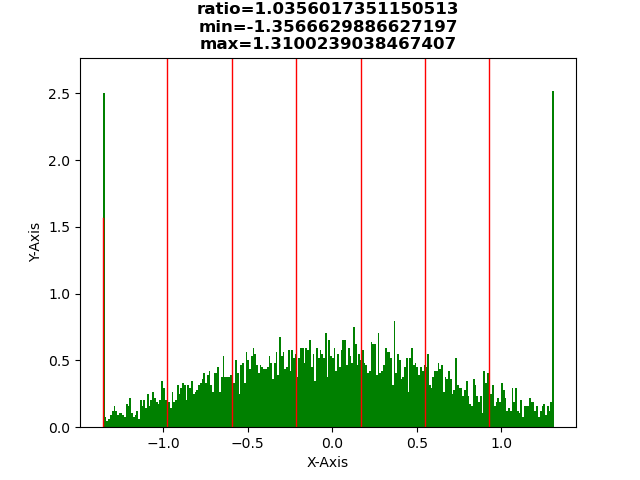 ratio=1.0356017351150513
min=-1.3566629886627197
max=1.3100239038467407
2.5
2.0
1.5
1.0
0.5
0.0
Y-Axis
−1.0
−0.5
0.0
0.5
1.0
X-Axis